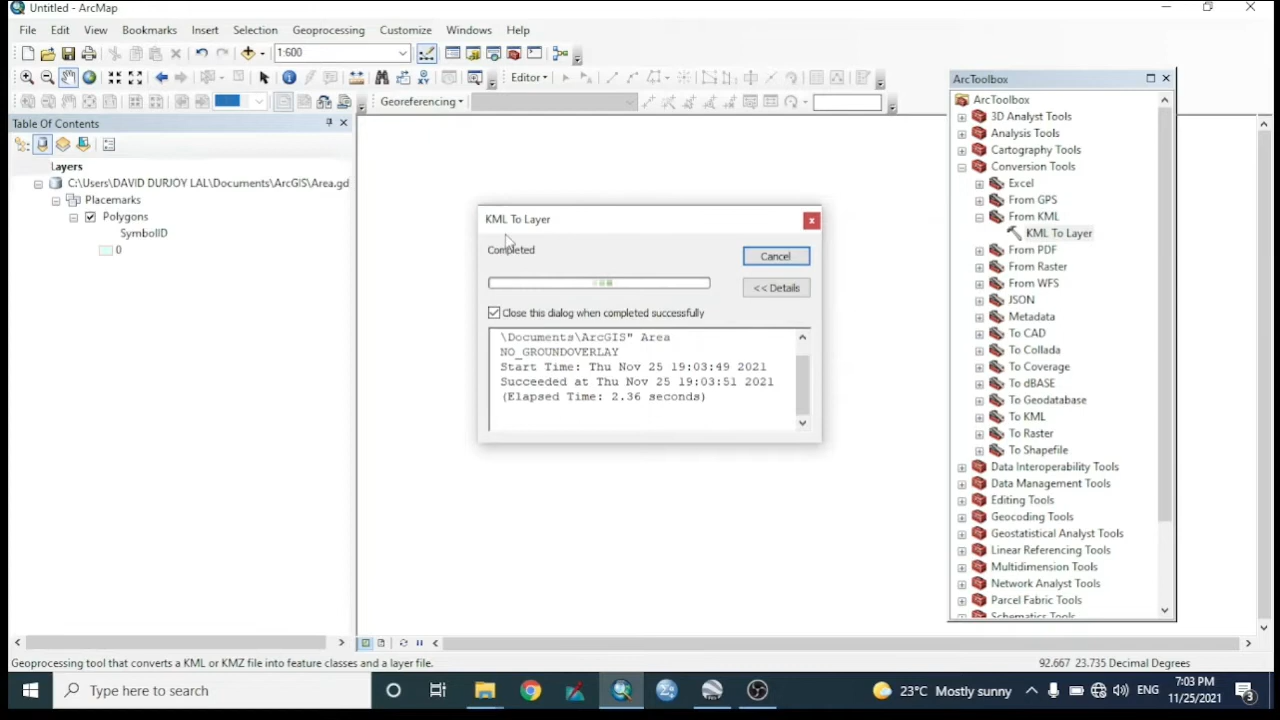 Untitled - ArcMap
File Edit View Bookmarks Insert Selection Geoprocessing Customize Windows Help
1:600
Editor
Georeferencing
Table Of Contents
Layers
C:\Users\DAVID DURJOY LAL\Documents\ArcGIS\Area.gd
Placemarks
Polygons
SymbolID
0
KML To Layer
Completed
Cancel
<< Details
Close this dialog when completed successfully
\Documents\ArcGIS" Area
NO_GROUNDOVERLAY
Start Time: Thu Nov 25 19:03:49 2021
Succeeded at Thu Nov 25 19:03:51 2021
(Elapsed Time: 2.36 seconds)
ArcToolbox
ArcToolbox
3D Analyst Tools
Analysis Tools
Cartography Tools
Conversion Tools
Excel
From GPS
From KML
KML To Layer
From PDF
From Raster
From WFS
JSON
Metadata
To CAD
To Collada
To Coverage
To dBASE
To Geodatabase
To KML
To Raster
To Shapefile
Data Interoperability Tools
Data Management Tools
Editing Tools
Geocoding Tools
Geostatistical Analyst Tools
Linear Referencing Tools
Multidimension Tools
Network Analyst Tools
Parcel Fabric Tools
Schematics Tools
Geoprocessing tool that converts a KML or KMZ file into feature classes and a layer file.
92.667 23.735 Decimal Degrees
Type here to search
23°C Mostly sunny
ENG
7:03 PM
11/25/2021
3